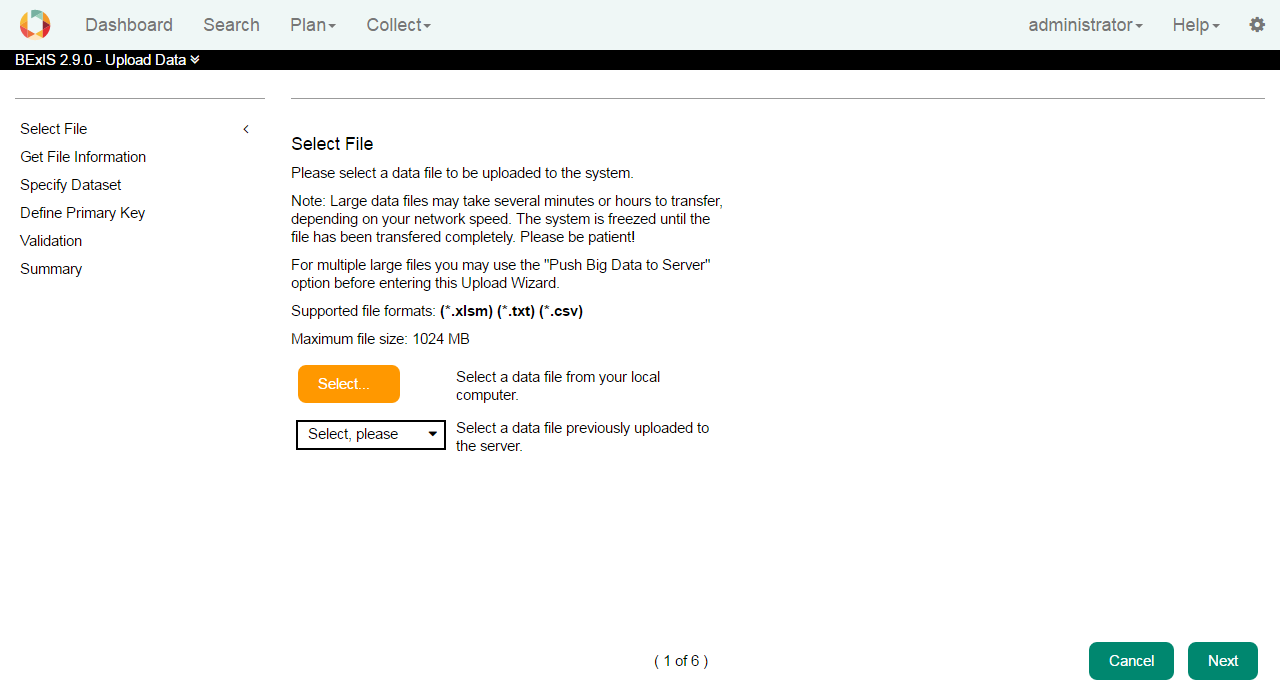 Dashboard Search Plan Collect administrator Help
BExIS 2.9.0 - Upload Data
Select File
Get File Information
Specify Dataset
Define Primary Key
Validation
Summary
Select File
Please select a data file to be uploaded to the system.
Note: Large data files may take several minutes or hours to transfer,
depending on your network speed. The system is freezed until the
file has been transfered completely. Please be patient!
For multiple large files you may use the "Push Big Data to Server"
option before entering this Upload Wizard.
Supported file formats: (*.xlsm) (*.txt) (*.csv)
Maximum file size: 1024 MB
Select...
Select a data file from your local
computer.
Select, please
Select a data file previously uploaded to
the server.
( 1 of 6 )
Cancel Next